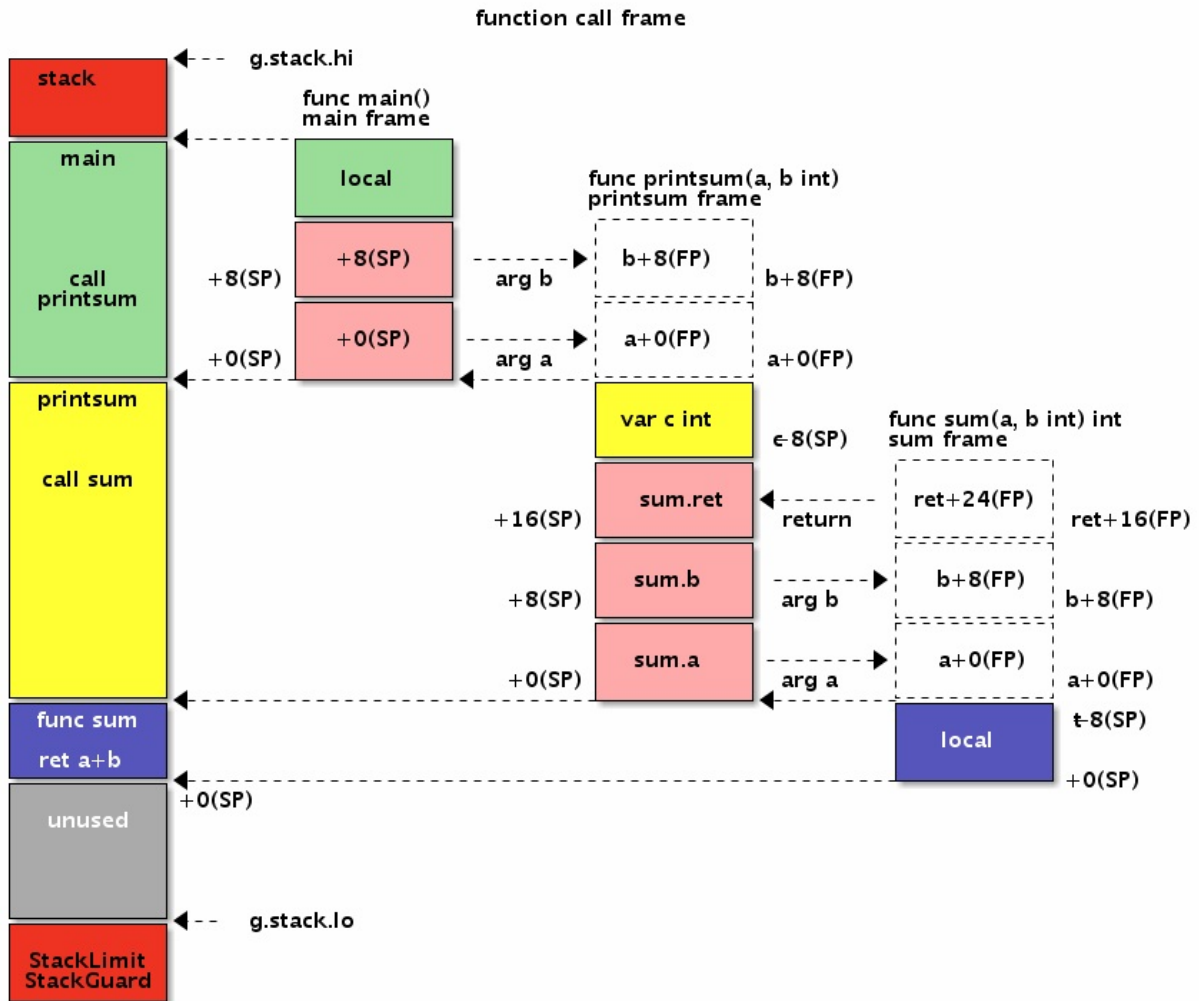 function call frame
g.stack.hi
stack
func main()
main frame
main
local
func printsum(a, b int)
printsum frame
+8(SP)
b+8(FP)
call
printsum
+8(SP)
arg b
b+8(FP)
+0(SP)
a+0(FP)
+0(SP)
arg a
a+0(FP)
printsum
var c int
func sum(a, b int) int
sum frame
c-8(SP)
call sum
sum.ret
ret+24(FP)
+16(SP)
return
ret+16(FP)
sum.b
b+8(FP)
+8(SP)
arg b
b+8(FP)
sum.a
a+0(FP)
+0(SP)
arg a
a+0(FP)
func sum
t-8(SP)
local
ret a+b
+0(SP)
+0(SP)
unused
g.stack.lo
StackLimit
StackGuard